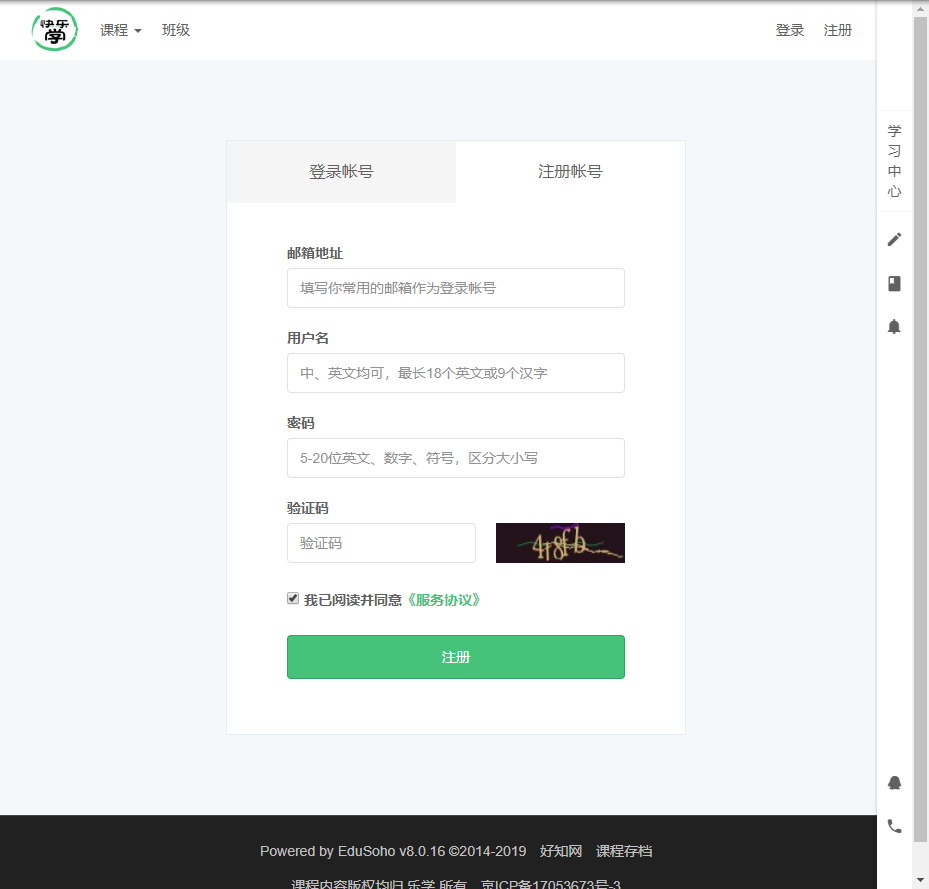 快乐
学
课程 班级 登录 注册
学
习
中
心
登录帐号 注册帐号
邮箱地址
填写你常用的邮箱作为登录帐号
用户名
中、英文均可，最长18个英文或9个汉字
密码
5-20位英文、数字、符号，区分大小写
验证码
验证码
我已阅读并同意《服务协议》
注册
Powered by EduSoho v8.0.16 ©2014-2019 好知网 课程存档
课程内容版权均归 乐学 所有 京ICP备17053673号-3